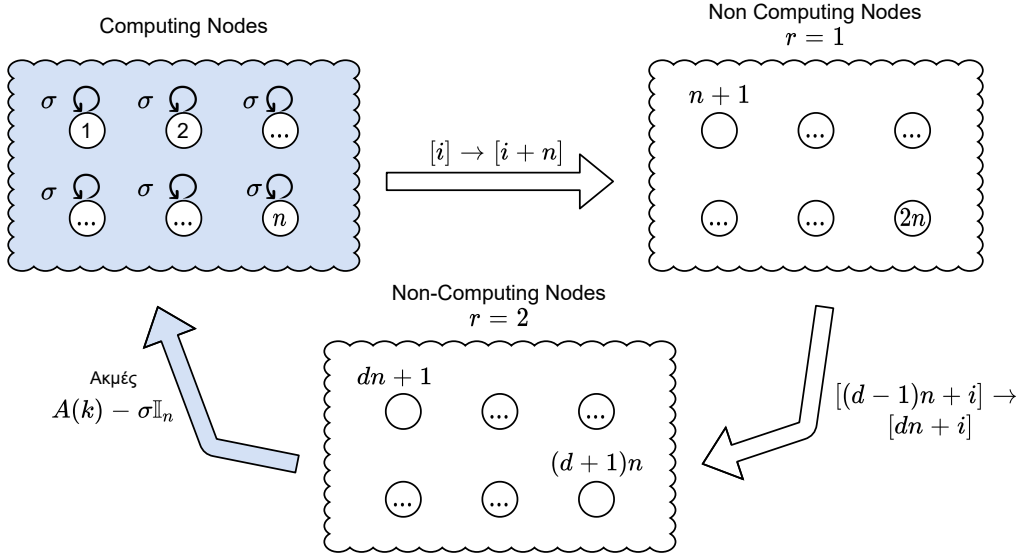 Computing Nodes
Non Computing Nodes
r = 1
σ σ σ
1 2 ...
σ σ σ
... ... n
[i] → [i + n]
n + 1
... ...
... ... 2n
Non-Computing Nodes
r = 2
dn + 1
... ...
(d + 1)n
... ...
Ακμές
A(k) − σ𝕀ₙ
[(d − 1)n + i] →
[dn + i]